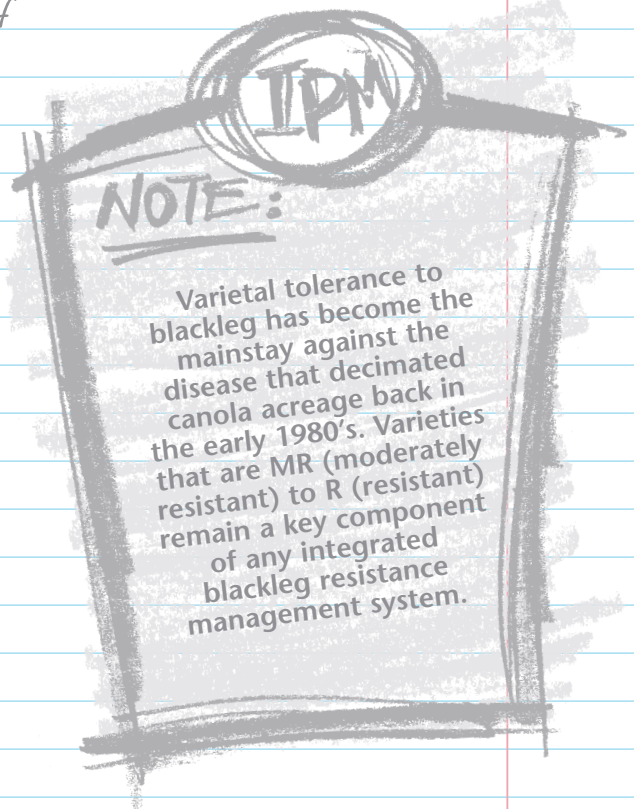 IPM
NOTE:
Varietal tolerance to
blackleg has become the
mainstay against the
disease that decimated
canola acreage back in
the early 1980's. Varieties
that are MR (moderately
resistant) to R (resistant)
remain a key component
of any integrated
blackleg resistance
management system.